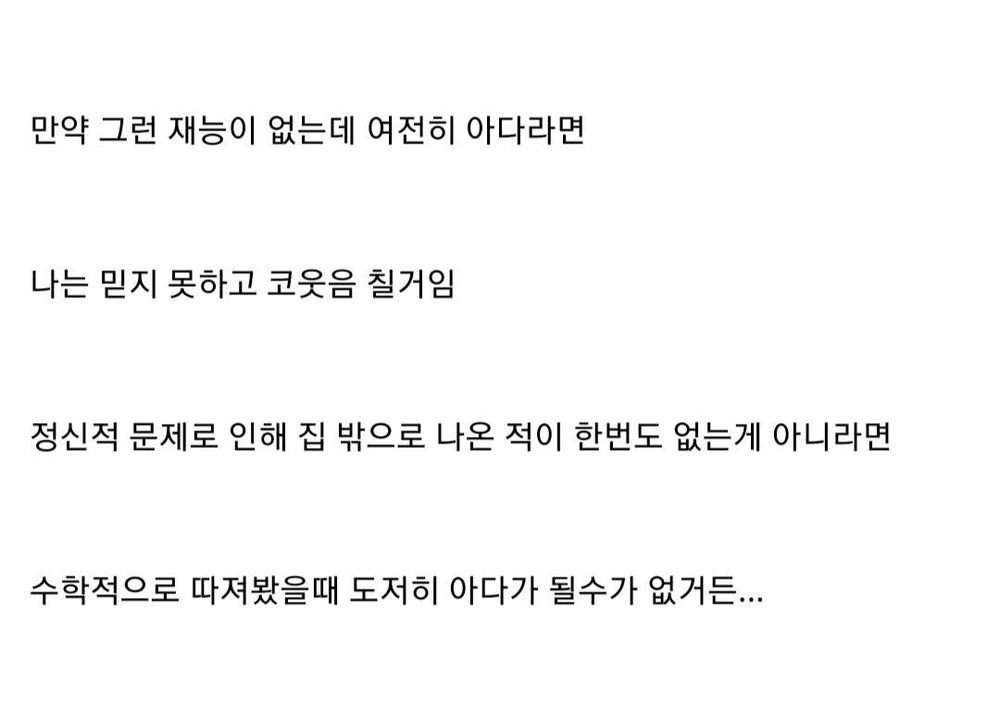 만약 그런 재능이 없는데 여전히 아다라면
나는 믿지 못하고 코웃음 칠거임
정신적 문제로 인해 집 밖으로 나온 적이 한번도 없는게 아니라면
수학적으로 따져봤을때 도저히 아다가 될수가 없거든...